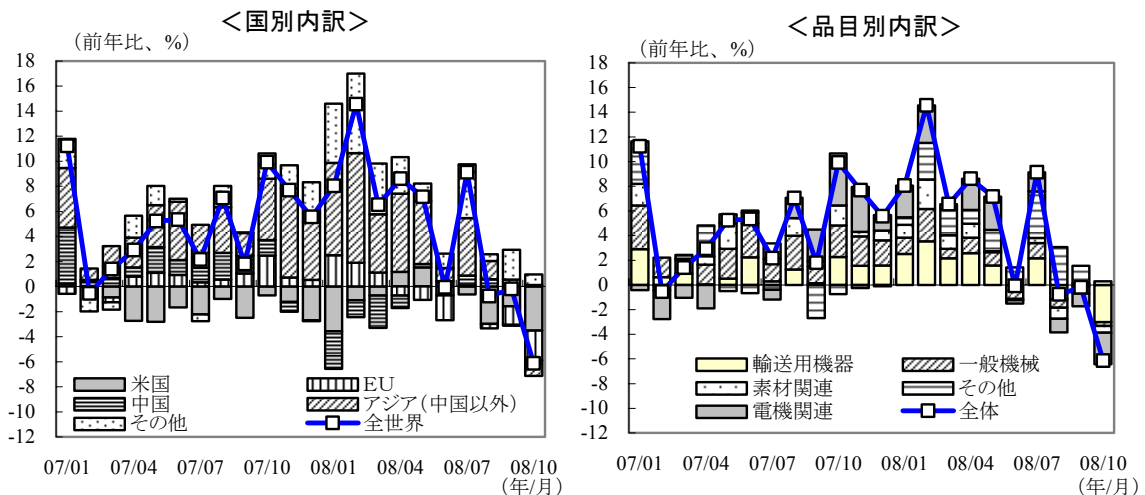 ＜国別内訳＞
（前年比、%）
18
16
14
12
10
8
6
4
2
0
-2
-4
-6
-8
-10
-12
米国
EU
中国
アジア（中国以外）
その他
全世界
07/01 07/04 07/07 07/10 08/01 08/04 08/07 08/10
（年/月）
＜品目別内訳＞
（前年比、%）
18
16
14
12
10
8
6
4
2
0
-2
-4
-6
-8
-10
-12
輸送用機器
一般機械
素材関連
その他
電機関連
全体
07/01 07/04 07/07 07/10 08/01 08/04 08/07 08/10
（年/月）